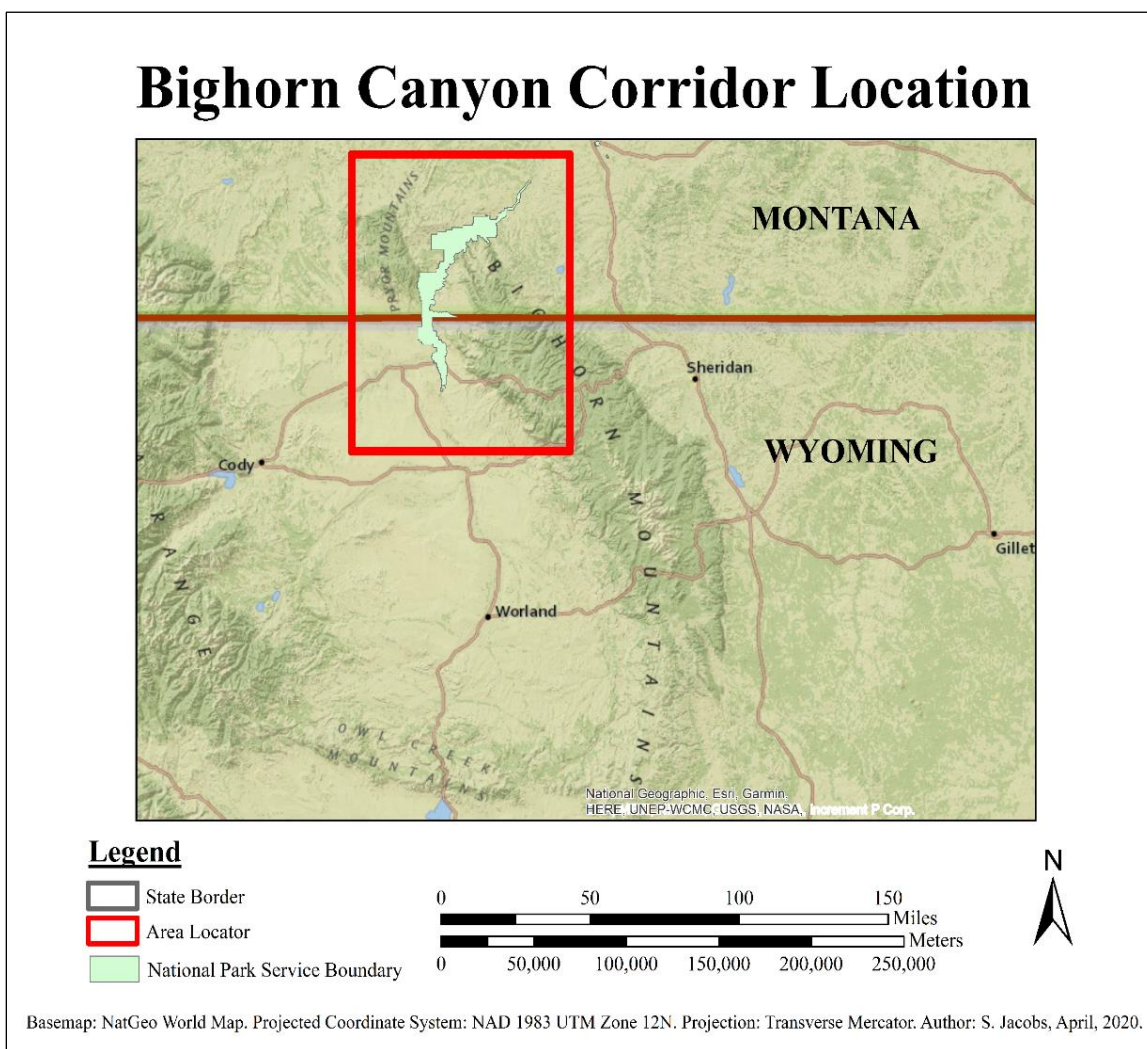 Bighorn Canyon Corridor Location
MONTANA
PRYOR MOUNTAINS
BIGHORN MOUNTAINS
Sheridan
WYOMING
Cody
RANGE
Gillet
Worland
OWL CREEK
MOUNTAINS
National Geographic, Esri, Garmin,
HERE, UNEP-WCMC, USGS, NASA, Increment P Corp.
Legend
State Border
Area Locator
National Park Service Boundary
0 50 100 150
Miles
Meters
0 50,000 100,000 150,000 200,000 250,000
N
Basemap: NatGeo World Map. Projected Coordinate System: NAD 1983 UTM Zone 12N. Projection: Transverse Mercator. Author: S. Jacobs, April, 2020.